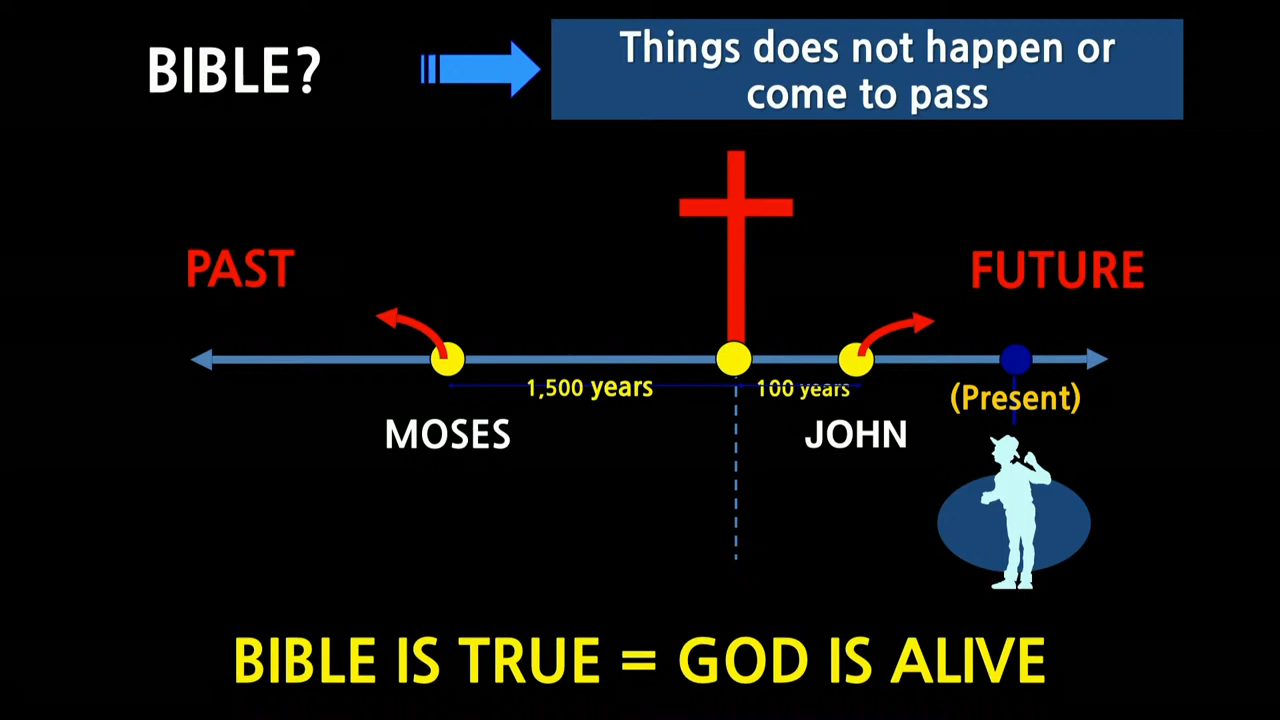 BIBLE?
Things does not happen or
come to pass
PAST
FUTURE
1,500 years
100 years
(Present)
MOSES
JOHN
BIBLE IS TRUE = GOD IS ALIVE